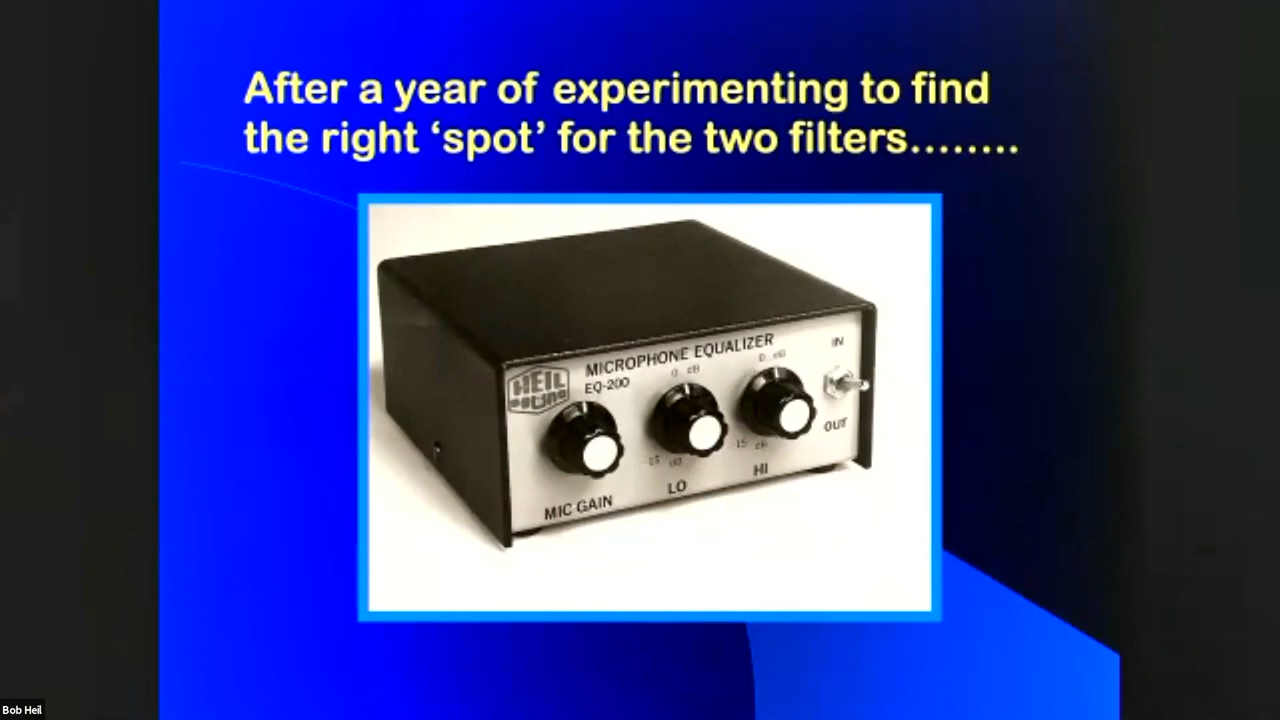 After a year of experimenting to find
the right ‘spot’ for the two filters……..
MICROPHONE EQUALIZER
EQ-200
HEIL
SOUND
0 dB
0 dB
IN
OUT
-15 dB
-15 dB
MIC GAIN
LO
HI
Bob Heil